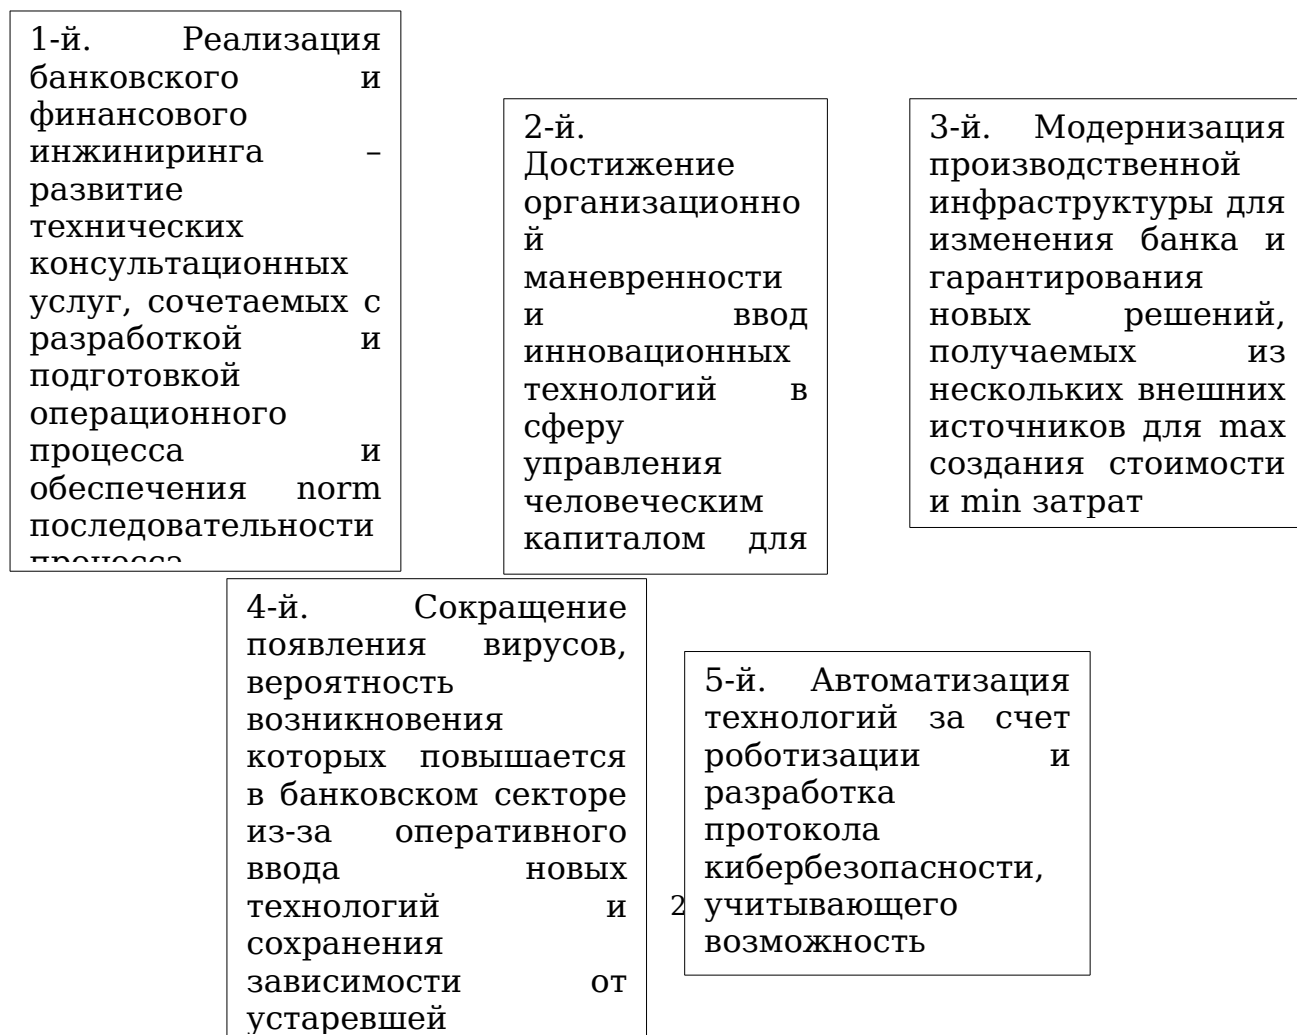 1-й. Реализация
банковского и
финансового
инжиниринга –
развитие
технических
консультационных
услуг, сочетаемых с
разработкой и
подготовкой
операционного
процесса и
обеспечения norm
последовательности
2-й.
Достижение
организационно
й
маневренности
и ввод
инновационных
технологий в
сферу
управления
человеческим
капиталом для
3-й. Модернизация
производственной
инфраструктуры для
изменения банка и
гарантирования
новых решений,
получаемых из
нескольких внешних
источников для max
создания стоимости
и min затрат
4-й. Сокращение
появления вирусов,
вероятность
возникновения
которых повышается
в банковском секторе
из-за оперативного
ввода новых
технологий и
сохранения
зависимости от
устаревшей
5-й. Автоматизация
технологий за счет
роботизации и
разработка
протокола
кибербезопасности,
учитывающего
возможность
2